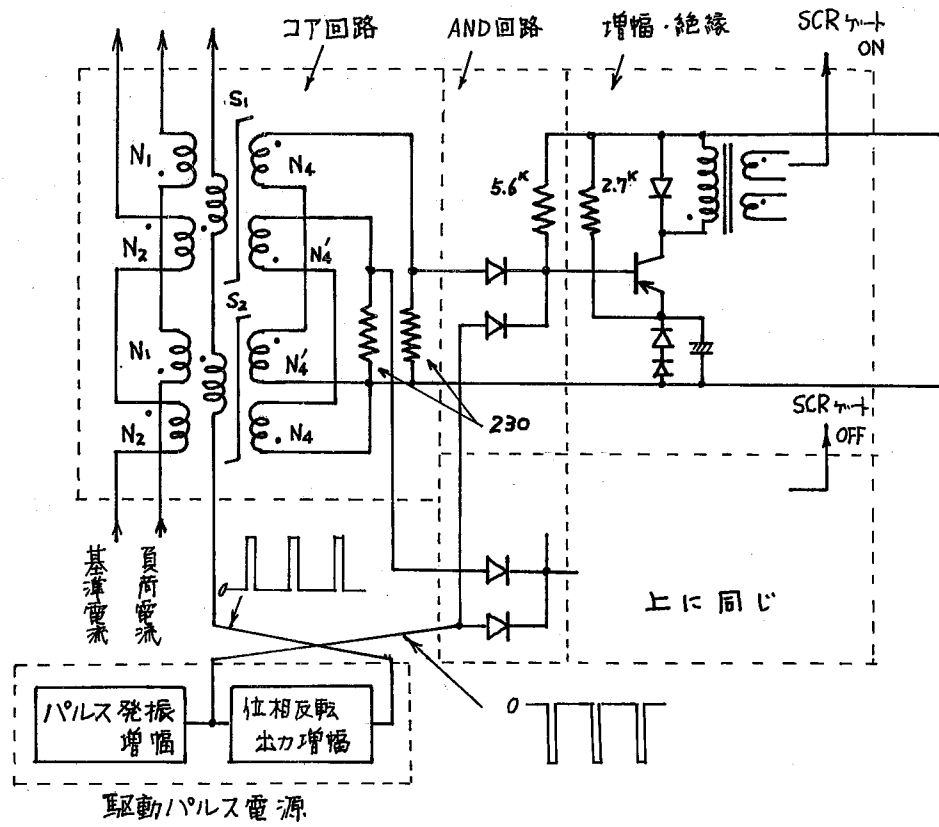 コア回路
AND回路
増幅・絶縁
SCRゲート
ON
S1
N1
N4
5.6K
2.7K
N2
N4'
S2
N1
N4'
N2
N4
230
SCRゲート
OFF
基準電流
負荷電流
0
上に同じ
0
パルス発振
増幅
位相反転
出力増幅
駆動パルス電源